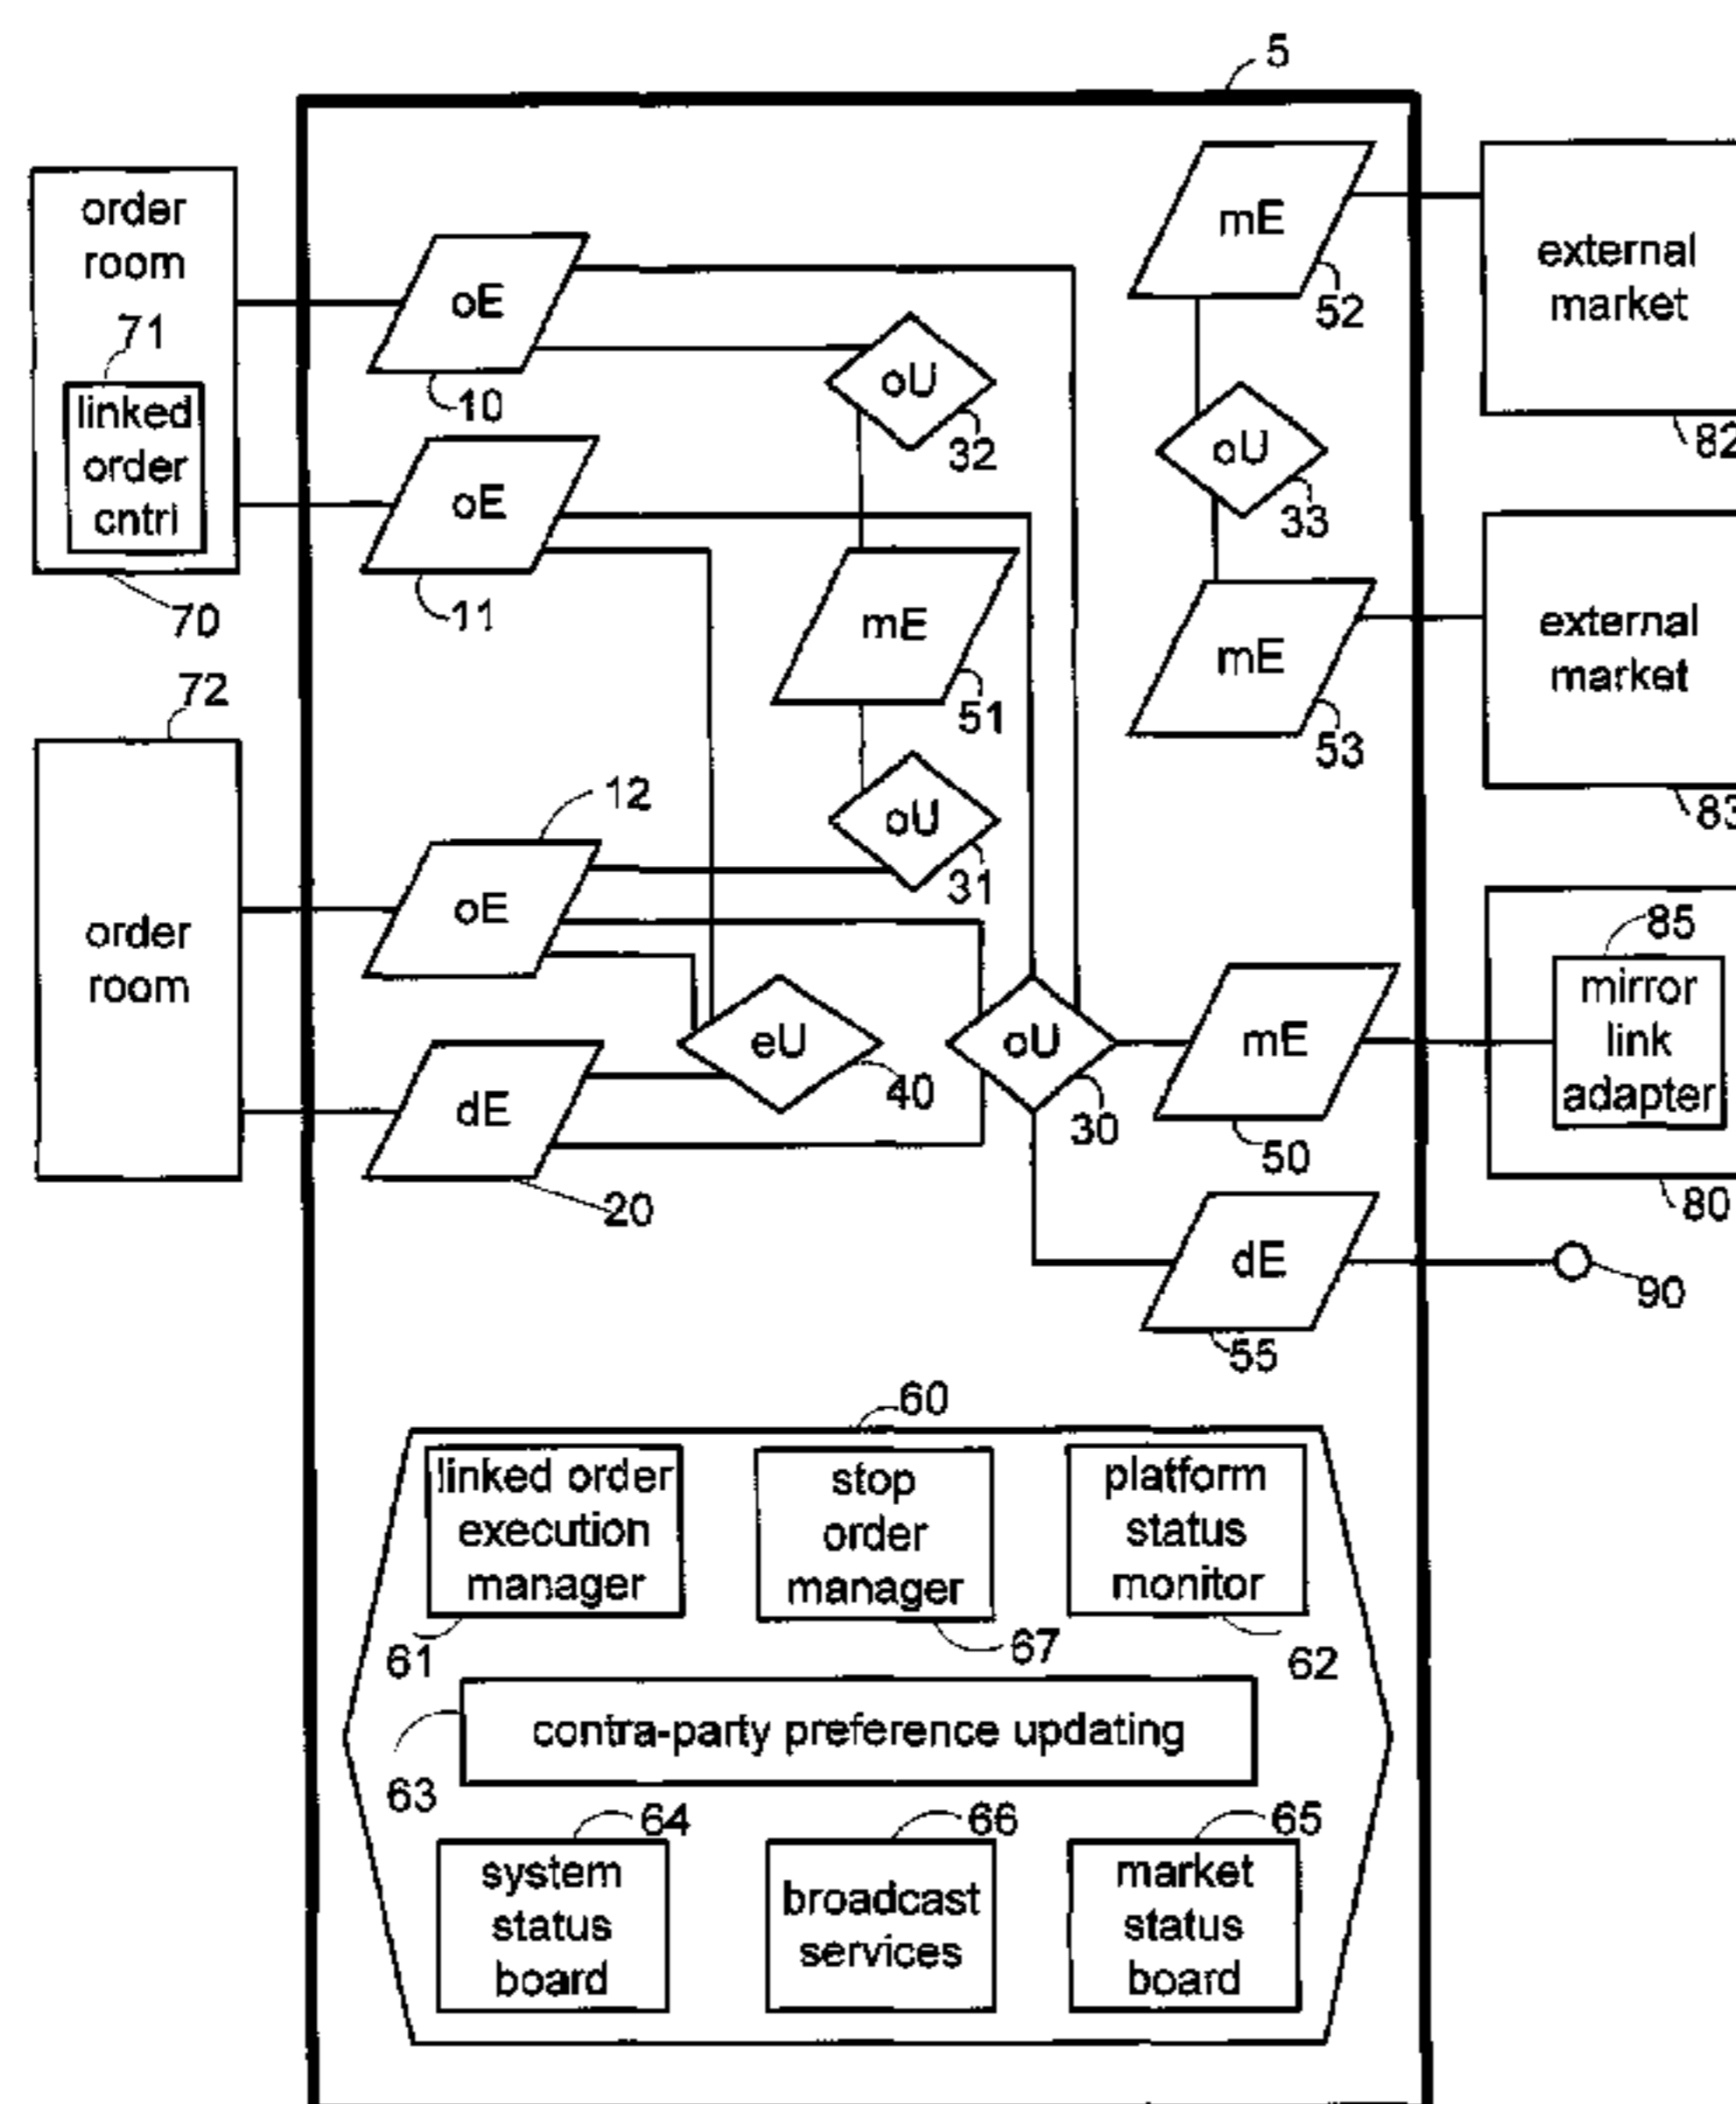 5
order
room
71
linked
order
cntrl
70
oE
10
oE
11
oU
32
mE
51
oU
31
mE
52
oU
33
mE
53
external
market
82
external
market
83
72
order
room
12
oE
dE
20
eU
40
oU
30
mE
50
85
mirror
link
adapter
80
dE
55
90
60
linked order
execution
manager
61
stop
order
manager
67
platform
status
monitor
62
contra-party preference updating
63
64
system
status
board
66
broadcast
services
65
market
status
board